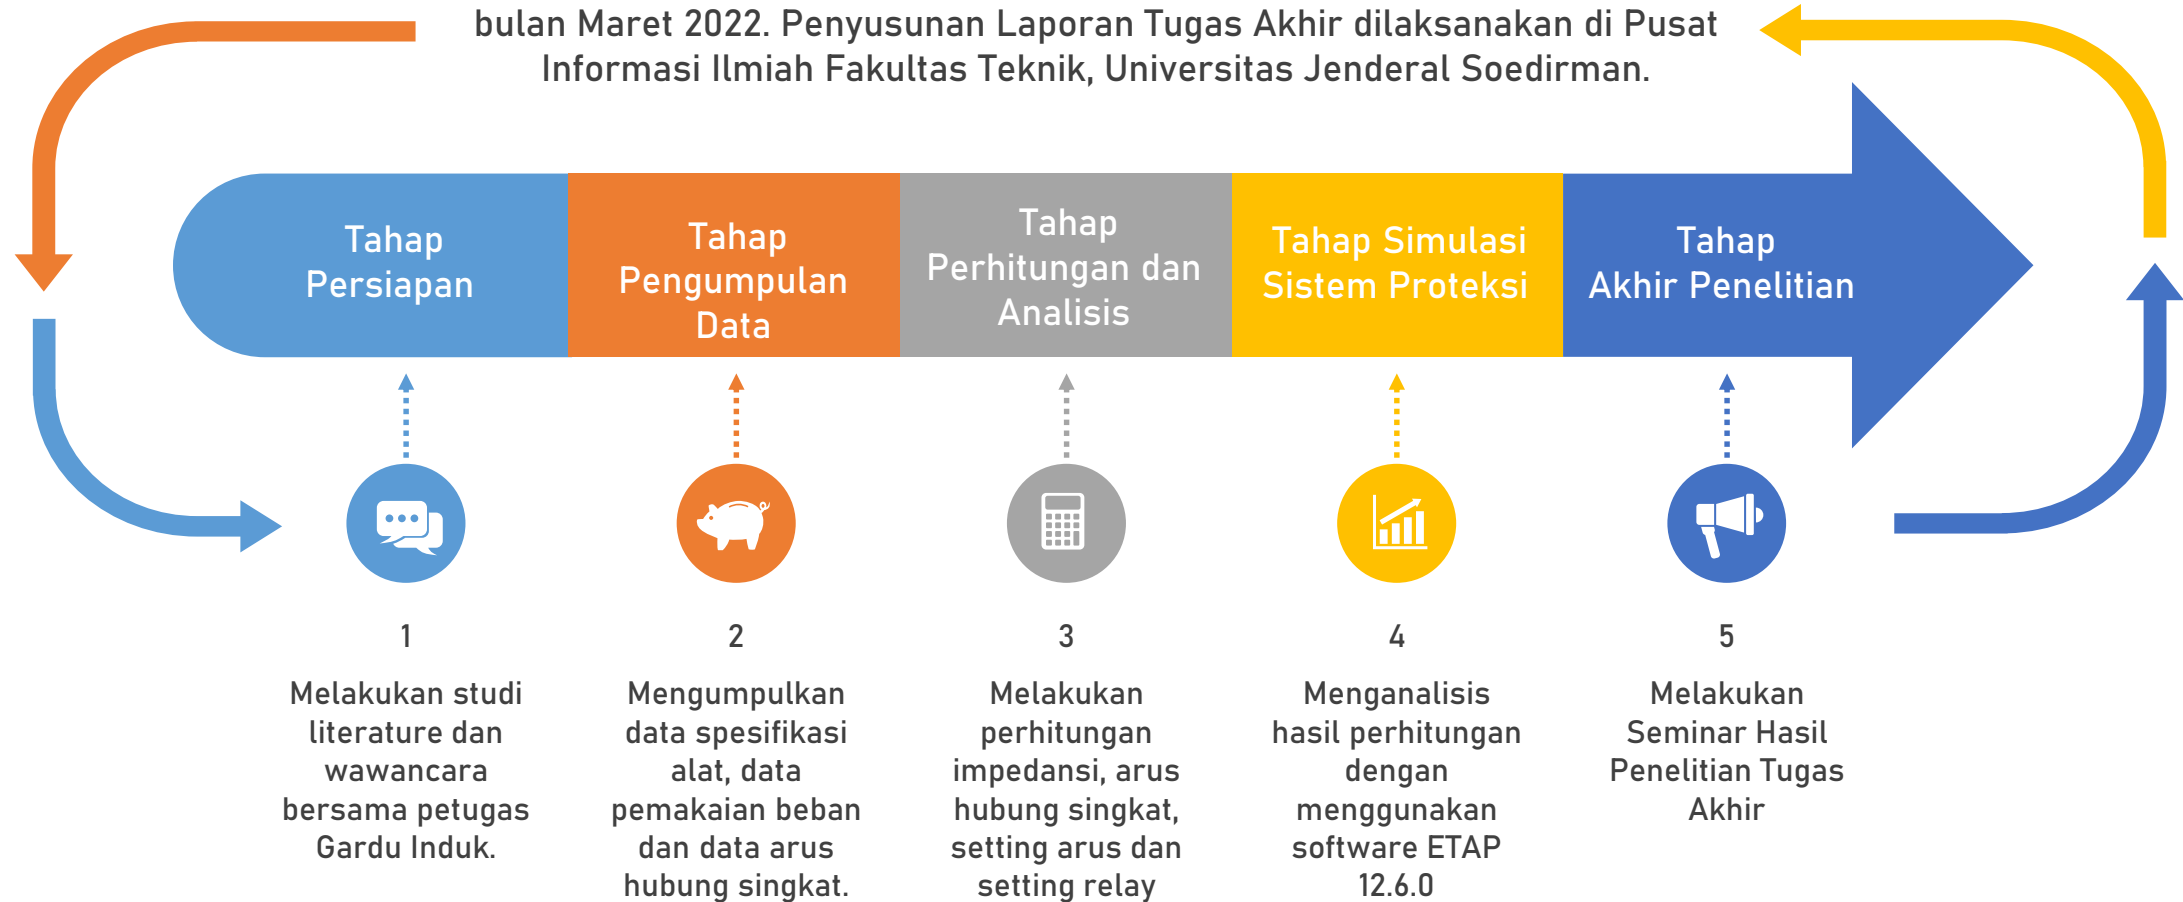 bulan Maret 2022. Penyusunan Laporan Tugas Akhir dilaksanakan di Pusat
Informasi Ilmiah Fakultas Teknik, Universitas Jenderal Soedirman.
Tahap
Persiapan
Tahap
Pengumpulan
Data
Tahap
Perhitungan dan
Analisis
Tahap Simulasi
Sistem Proteksi
Tahap
Akhir Penelitian
1
Melakukan studi
literature dan
wawancara
bersama petugas
Gardu Induk.
2
Mengumpulkan
data spesifikasi
alat, data
pemakaian beban
dan data arus
hubung singkat.
3
Melakukan
perhitungan
impedansi, arus
hubung singkat,
setting arus dan
setting relay
4
Menganalisis
hasil perhitungan
dengan
menggunakan
software ETAP
12.6.0
5
Melakukan
Seminar Hasil
Penelitian Tugas
Akhir